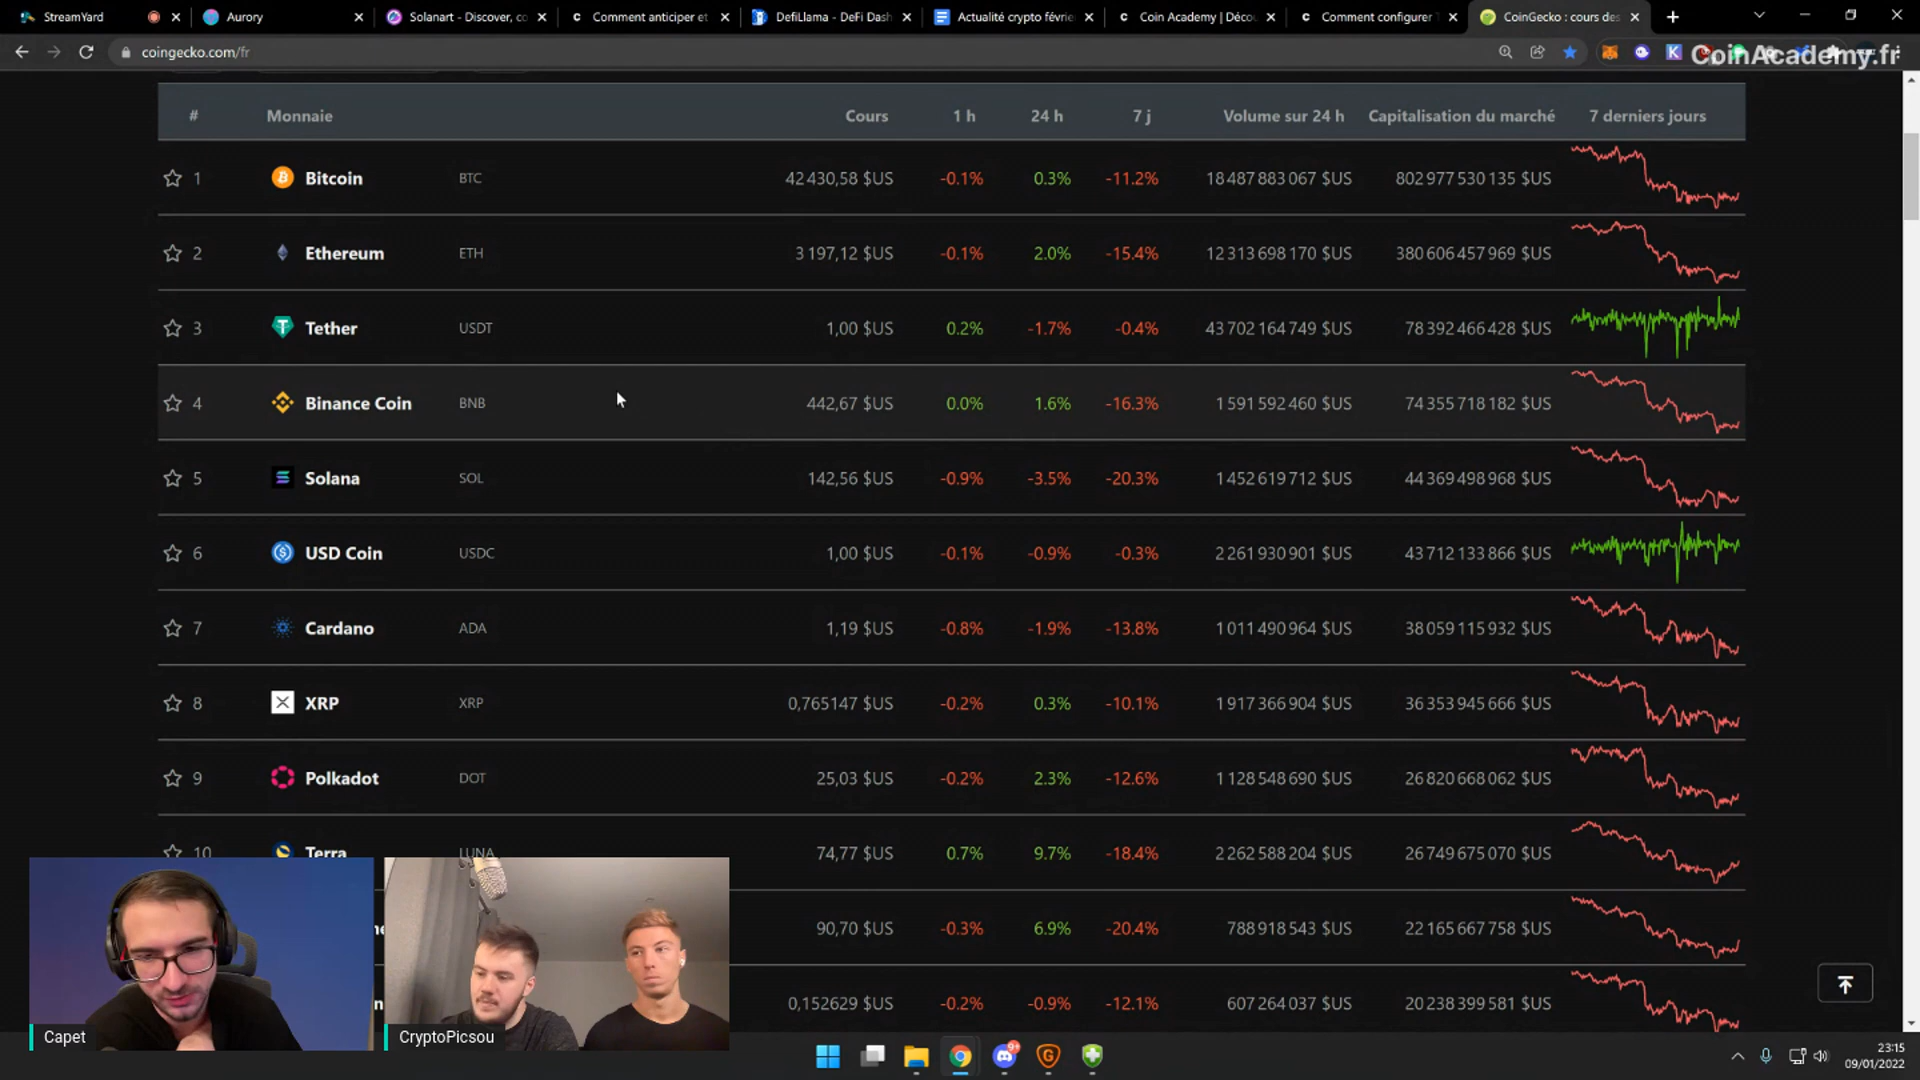 StreamYard
Aurory
Solanart - Discover, co
Comment anticiper et
DefiLlama - DeFi Dash
Actualité crypto févrie
Coin Academy | Décou
Comment configurer
CoinGecko : cours des
coingecko.com/fr
CoinAcademy.fr
# Monnaie Cours 1 h 24 h 7 j Volume sur 24 h Capitalisation du marché 7 derniers jours
1 Bitcoin BTC 42 430,58 $US -0.1% 0.3% -11.2% 18 487 883 067 $US 802 977 530 135 $US
2 Ethereum ETH 3 197,12 $US -0.1% 2.0% -15.4% 12 313 698 170 $US 380 606 457 969 $US
3 Tether USDT 1,00 $US 0.2% -1.7% -0.4% 43 702 164 749 $US 78 392 466 428 $US
4 Binance Coin BNB 442,67 $US 0.0% 1.6% -16.3% 1 591 592 460 $US 74 355 718 182 $US
5 Solana SOL 142,56 $US -0.9% -3.5% -20.3% 1 452 619 712 $US 44 369 498 968 $US
6 USD Coin USDC 1,00 $US -0.1% -0.9% -0.3% 2 261 930 901 $US 43 712 133 866 $US
7 Cardano ADA 1,19 $US -0.8% -1.9% -13.8% 1 011 490 964 $US 38 059 115 932 $US
8 XRP XRP 0,765147 $US -0.2% 0.3% -10.1% 1 917 366 904 $US 36 353 945 666 $US
9 Polkadot DOT 25,03 $US -0.2% 2.3% -12.6% 1 128 548 690 $US 26 820 668 062 $US
10 Terra LUNA 74,77 $US 0.7% 9.7% -18.4% 2 262 588 204 $US 26 749 675 070 $US
90,70 $US -0.3% 6.9% -20.4% 788 918 543 $US 22 165 667 758 $US
0,152629 $US -0.2% -0.9% -12.1% 607 264 037 $US 20 238 399 581 $US
Capet
CryptoPicsou
9+
23:15
09/01/2022